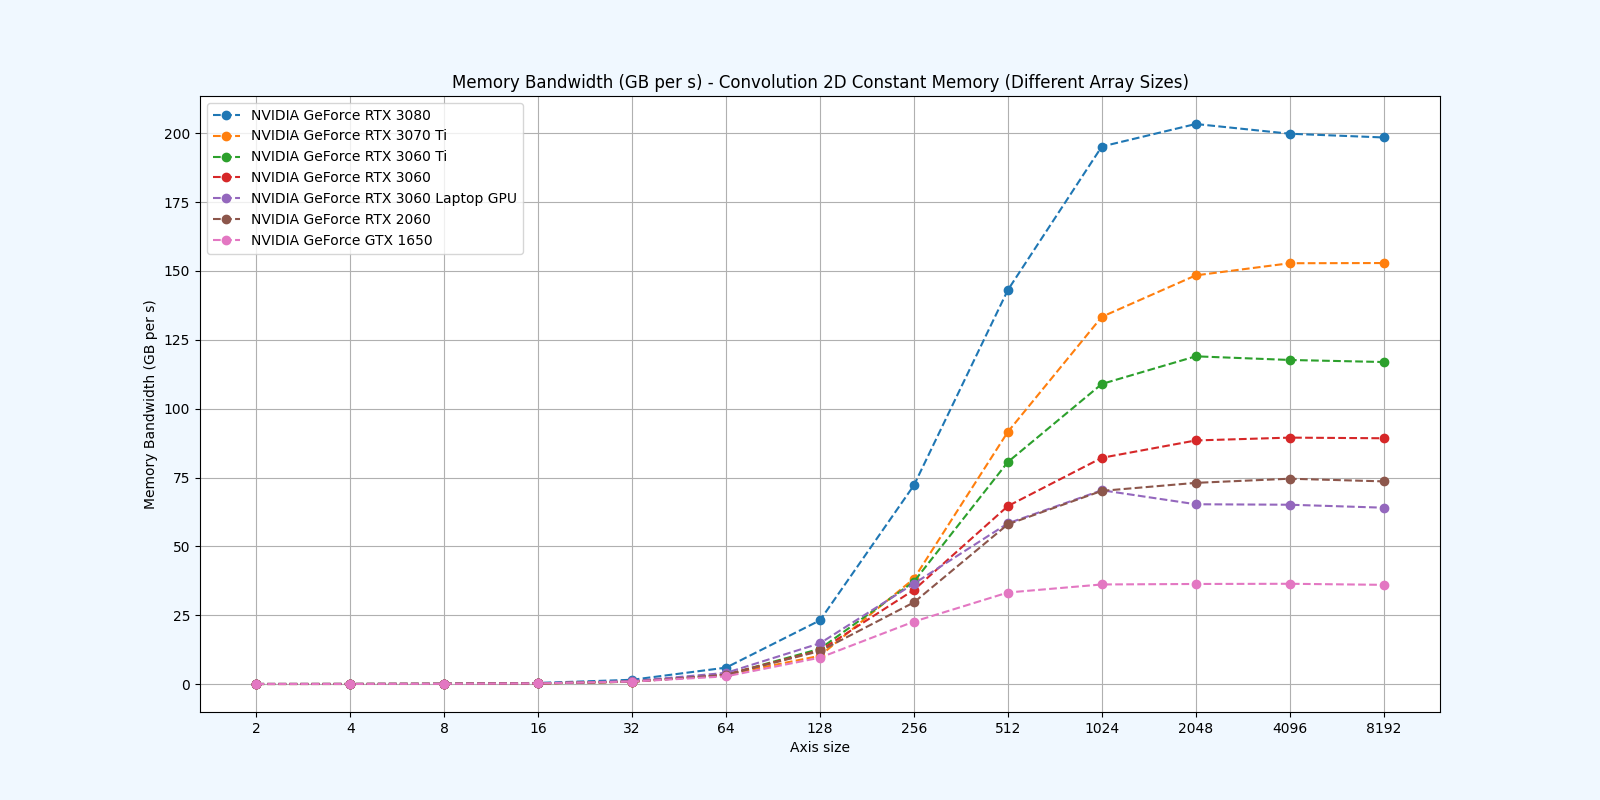 Memory Bandwidth (GB per s) - Convolution 2D Constant Memory (Different Array Sizes)
NVIDIA GeForce RTX 3080
NVIDIA GeForce RTX 3070 Ti
NVIDIA GeForce RTX 3060 Ti
NVIDIA GeForce RTX 3060
NVIDIA GeForce RTX 3060 Laptop GPU
NVIDIA GeForce RTX 2060
NVIDIA GeForce GTX 1650
Memory Bandwidth (GB per s)
200
175
150
125
100
75
50
25
0
2 4 8 16 32 64 128 256 512 1024 2048 4096 8192
Axis size